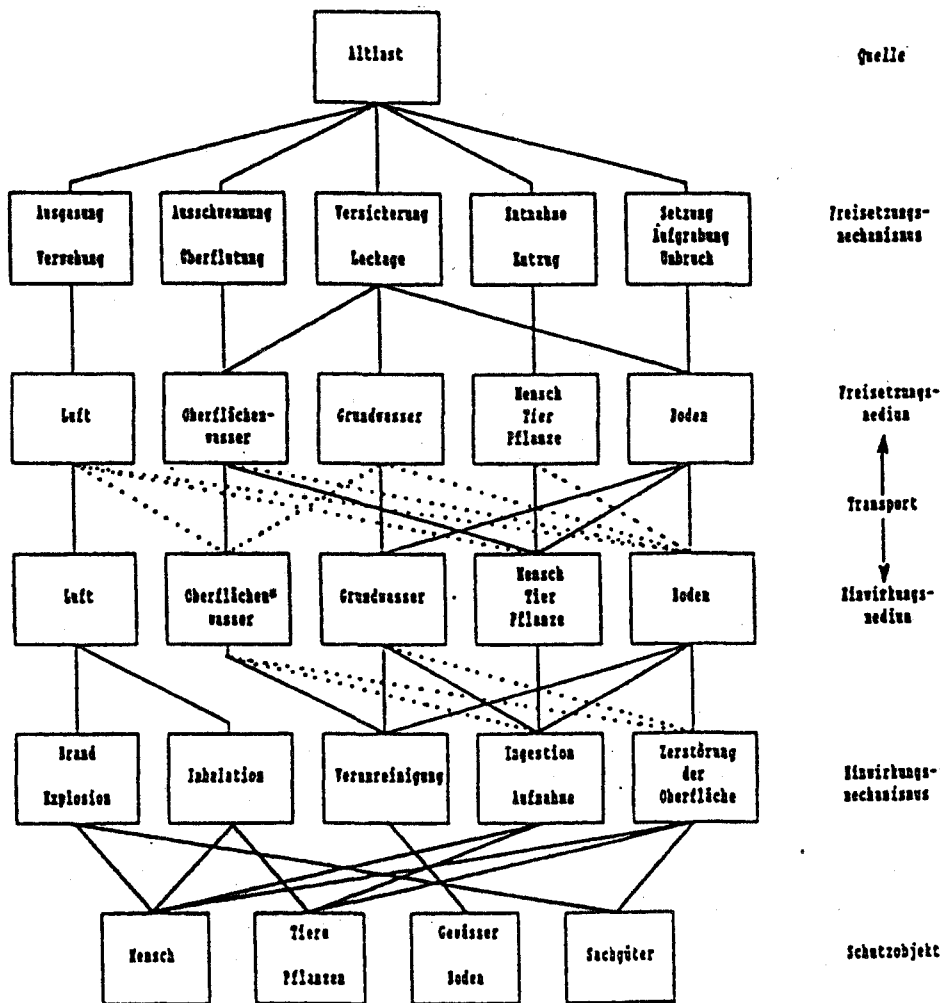 Altlast
Quelle
Ausgasung
Verwehung
Ausschwemmung
Überflutung
Versickerung
Leckage
Entnahme
Entzug
Setzung
Aufgrabung
Umbruch
Freisetzungs-
mechanismus
Luft
Oberflächen-
wasser
Grundwasser
Mensch
Tier
Pflanze
Boden
Freisetzungs-
medium
Transport
Luft
Oberflächen*
wasser
Grundwasser
Mensch
Tier
Pflanze
Boden
Einwirkungs-
medium
Brand
Explosion
Inhalation
Verunreinigung
Ingestion
Aufnahme
Zerstörung
der
Oberfläche
Einwirkungs-
mechanismus
Mensch
Tiere
Pflanzen
Gewässer
Boden
Sachgüter
Schutzobjekt